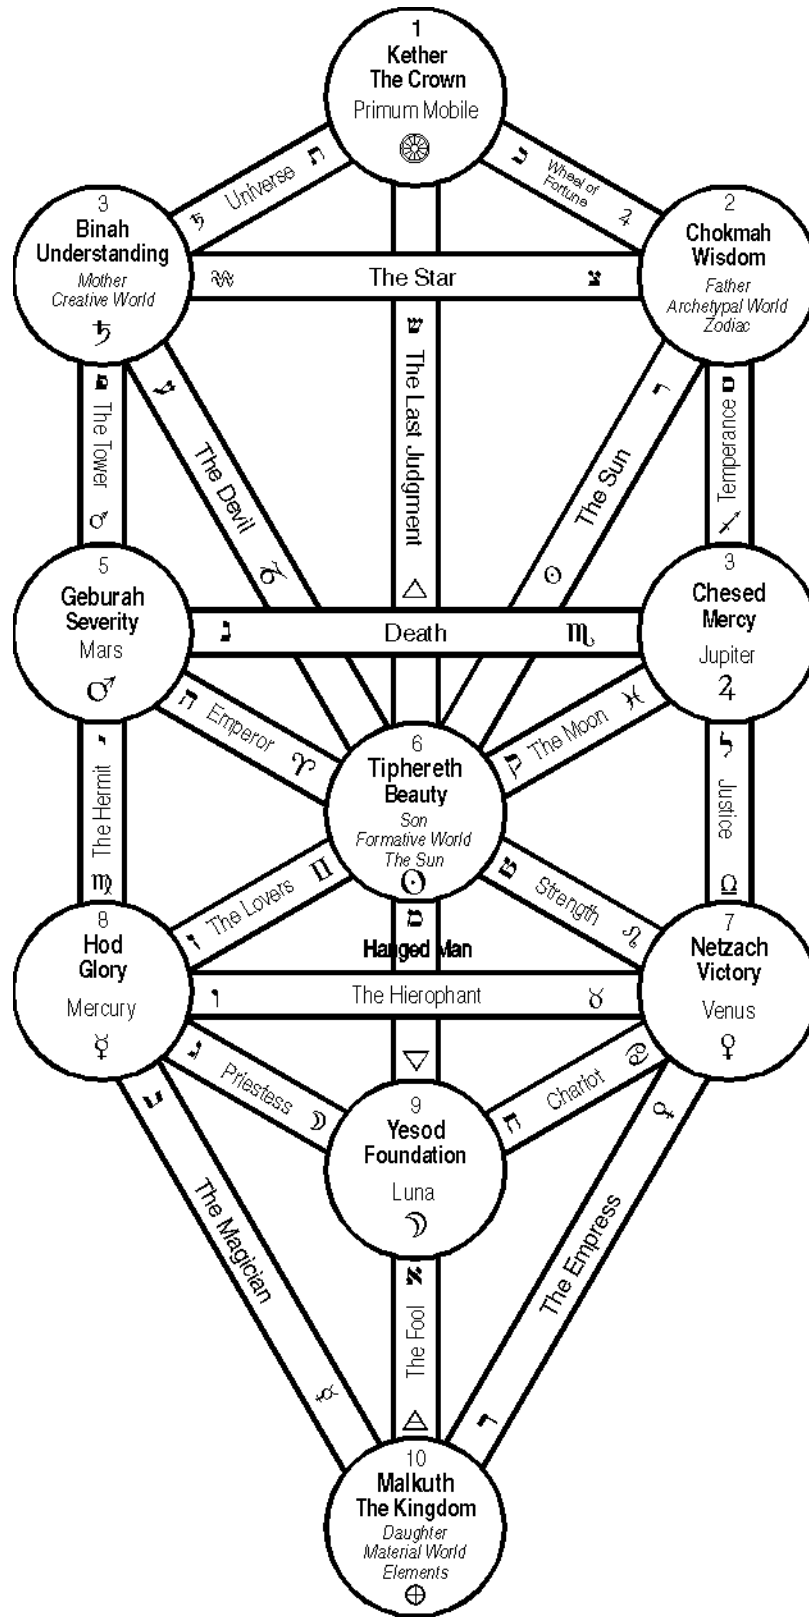 1
Kether
The Crown
Primum Mobile
ת
Universe
♄
כ
Wheel of
Fortune
♃
3
Binah
Understanding
Mother
Creative World
♄
2
Chokmah
Wisdom
Father
Archetypal World
Zodiac
The Star
צ
ש
The Last Judgment
פ
The Tower
♂
ע
The Devil
♑
ר
The Sun
☉
ם
Temperance
♐
5
Geburah
Severity
Mars
♂
3
Chesed
Mercy
Jupiter
♃
נ
Death
♏
ה
Emperor
♈
ק
The Moon
♓
6
Tiphereth
Beauty
Son
Formative World
The Sun
☉
י
The Hermit
♍
ל
Justice
♎
ז
The Lovers
♊
Strength
♌
8
Hod
Glory
Mercury
☿
מ
Hanged Man
7
Netzach
Victory
Venus
♀
ו
The Hierophant
♉
ג
Priestess
☽
ח
Chariot
♋
9
Yesod
Foundation
Luna
☽
The Magician
☿
א
The Fool
♀
The Empress
10
Malkuth
The Kingdom
Daughter
Material World
Elements